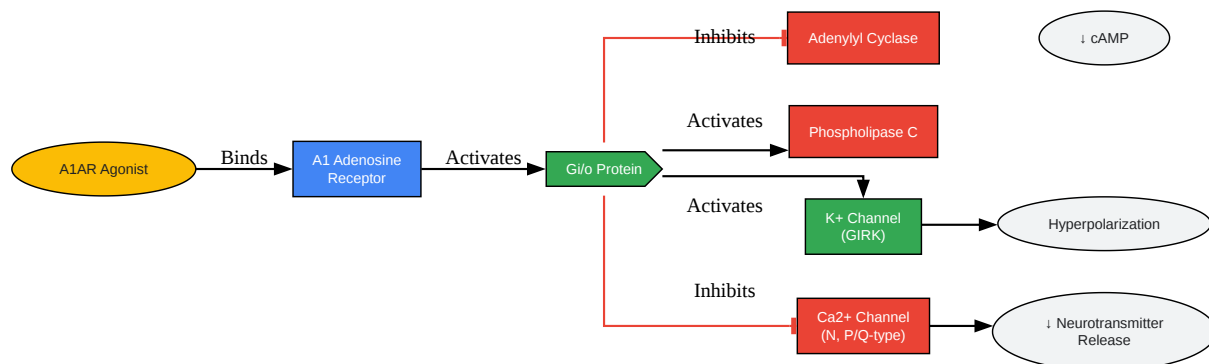 Inhibits
Adenylyl Cyclase
↓ cAMP
Activates
Phospholipase C
A1AR Agonist
Binds
A1 Adenosine
Receptor
Activates
Gi/o Protein
Activates
K+ Channel
(GIRK)
Hyperpolarization
Inhibits
Ca2+ Channel
(N, P/Q-type)
↓ Neurotransmitter
Release